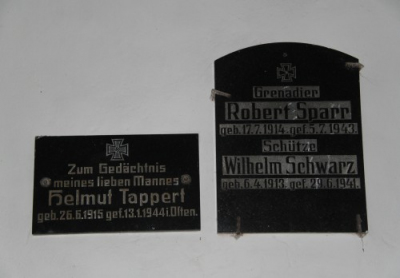 Zum Gedächtnis
meines lieben Mannes
Helmut Tappert
geb. 26.6.1915 gef. 13.1.1944 i. Osten.
Grenadier
Robert Sparr
geb. 17.7.1914. gef. 5.7.1943.
Schütze
Wilhelm Schwarz
geb. 6.4.1913. gef. 29.6.1941.